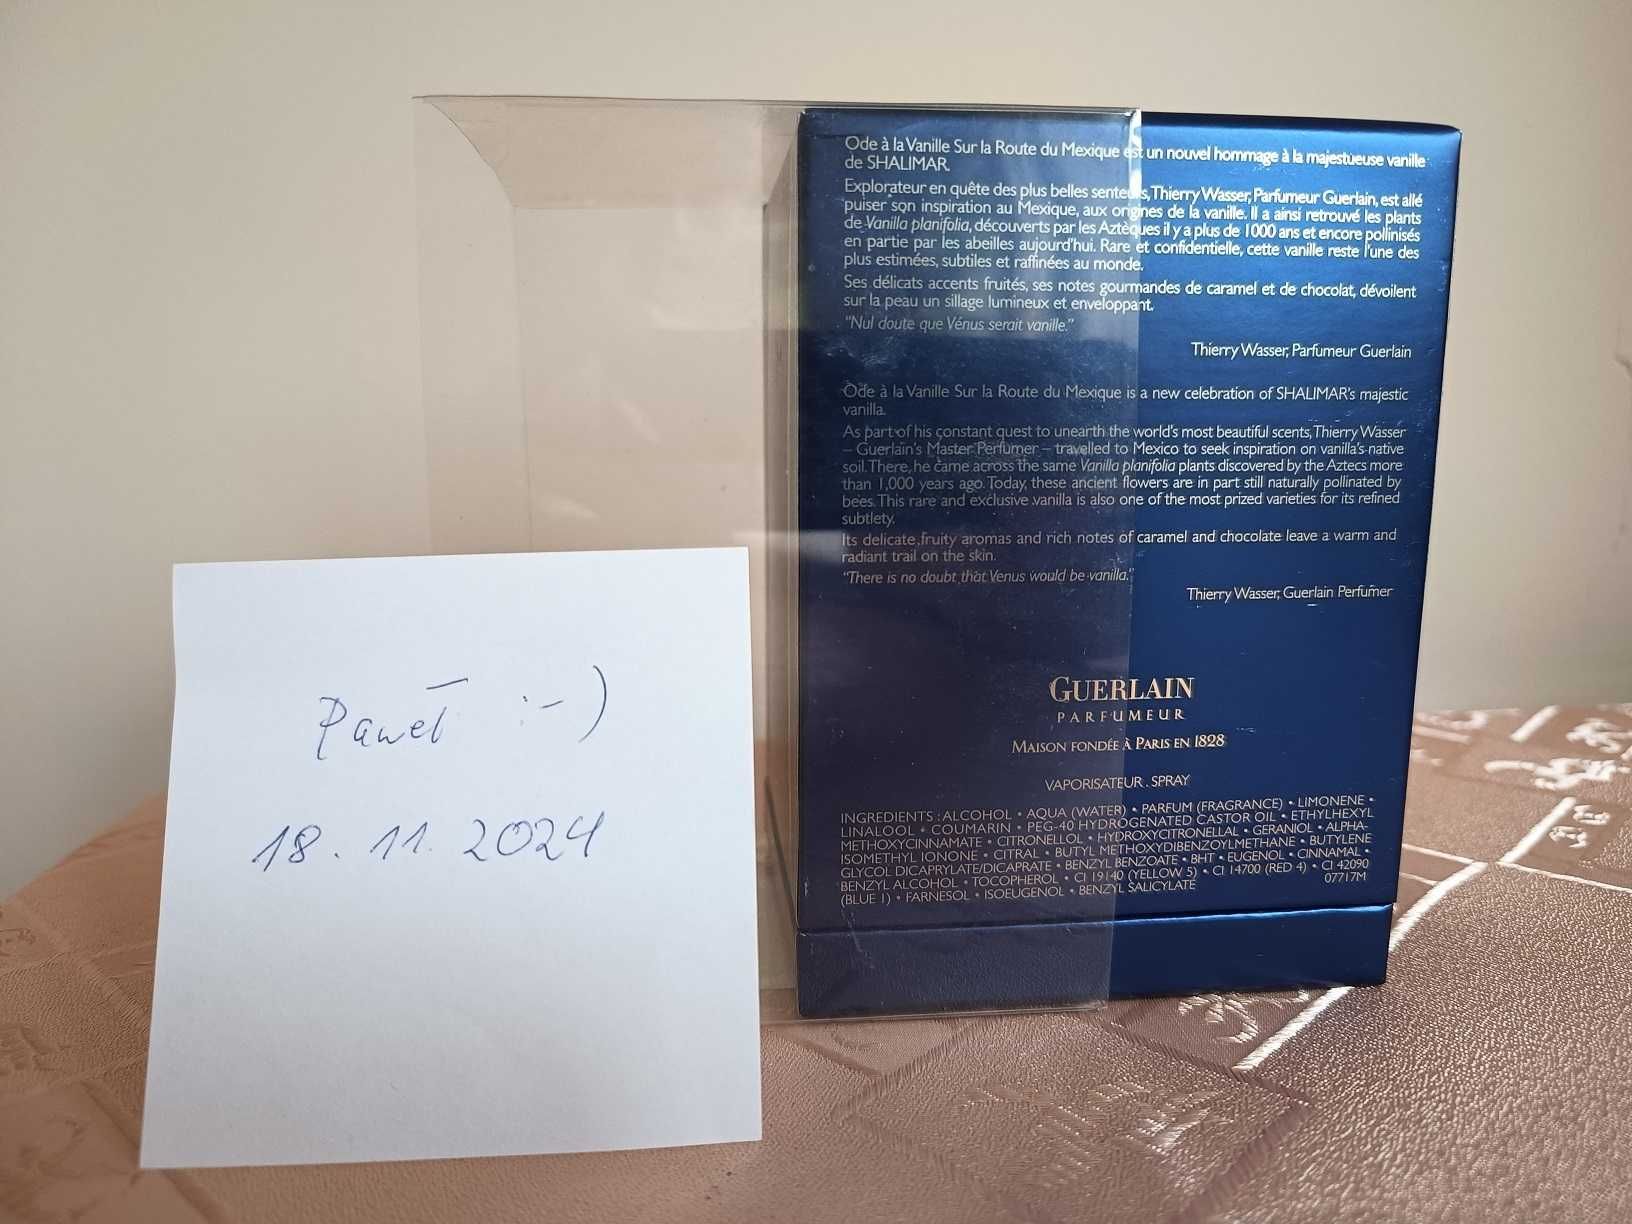 Ode à la Vanille Sur la Route du Mexique est un nouvel hommage à la majestueuse vanille
de SHALIMAR.
Explorateur en quête des plus belles senteurs, Thierry Wasser, Parfumeur Guerlain, est allé
puiser son inspiration au Mexique, aux origines de la vanille. Il a ainsi retrouvé les plants
de Vanilla planifolia, découverts par les Aztèques il y a plus de 1000 ans et encore pollinisés
en partie par les abeilles aujourd'hui. Rare et confidentielle, cette vanille reste l'une des
plus estimées, subtiles et raffinées au monde.
Ses délicats accents fruités, ses notes gourmandes de caramel et de chocolat, dévoilent
sur la peau un sillage lumineux et enveloppant.
"Nul doute que Vénus serait vanille."
Thierry Wasser, Parfumeur Guerlain
Ode à la Vanille Sur la Route du Mexique is a new celebration of SHALIMAR's majestic
vanilla.
As part of his constant quest to unearth the world's most beautiful scents, Thierry Wasser
– Guerlain's Master Perfumer – travelled to Mexico to seek inspiration on vanilla's native
soil. There, he came across the same Vanilla planifolia plants discovered by the Aztecs more
than 1,000 years ago. Today, these ancient flowers are in part still naturally pollinated by
bees. This rare and exclusive vanilla is also one of the most prized varieties for its refined
subtlety.
Its delicate, fruity aromas and rich notes of caramel and chocolate leave a warm and
radiant trail on the skin.
"There is no doubt that Venus would be vanilla."
Thierry Wasser, Guerlain Perfumer
GUERLAIN
PARFUMEUR
MAISON FONDÉE À PARIS EN 1828
VAPORISATEUR . SPRAY
INGREDIENTS : ALCOHOL • AQUA (WATER) • PARFUM (FRAGRANCE) • LIMONENE •
LINALOOL • COUMARIN • PEG-40 HYDROGENATED CASTOR OIL • ETHYLHEXYL
METHOXYCINNAMATE • CITRONELLOL • HYDROXYCITRONELLAL • GERANIOL • ALPHA-
ISOMETHYL IONONE • CITRAL • BUTYL METHOXYDIBENZOYLMETHANE • BUTYLENE
GLYCOL DICAPRYLATE/DICAPRATE • BENZYL BENZOATE • BHT • EUGENOL • CINNAMAL •
BENZYL ALCOHOL • TOCOPHEROL • CI 19140 (YELLOW 5) • CI 14700 (RED 4) • CI 42090
(BLUE 1) • FARNESOL • ISOEUGENOL • BENZYL SALICYLATE 07717M
Paweł :-)
18. 11. 2024